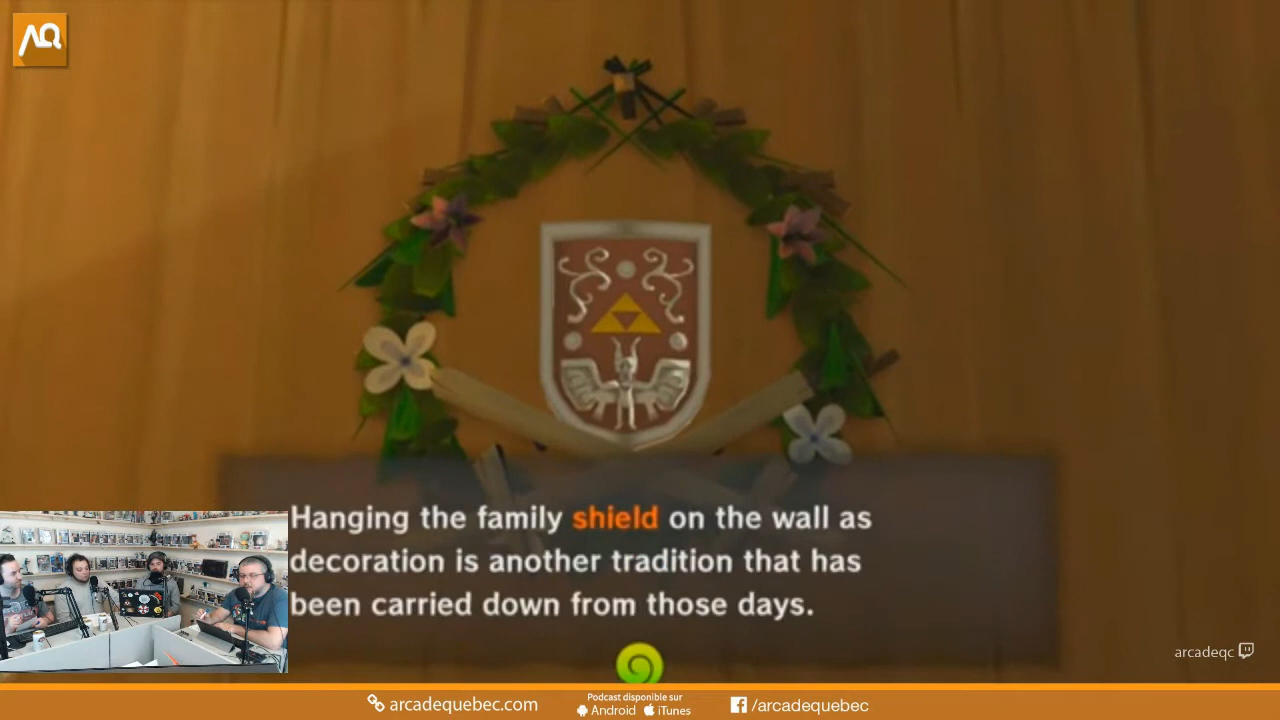 AQ
Hanging the family shield on the wall as
decoration is another tradition that has
been carried down from those days.
arcadeqc
arcadequebec.com
Podcast disponible sur
Android iTunes
/arcadequebec